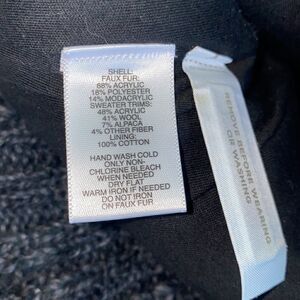 SHELL:
FAUX FUR:
68% ACRYLIC
18% POLYESTER
14% MODACRYLIC
SWEATER TRIMS:
48% ACRYLIC
41% WOOL
7% ALPACA
4% OTHER FIBER
LINING:
100% COTTON
HAND WASH COLD
ONLY NON-
CHLORINE BLEACH
WHEN NEEDED
DRY FLAT
WARM IRON IF NEEDED
DO NOT IRON
ON FAUX FUR
REMOVE BEFORE WEARING
OR WASHING